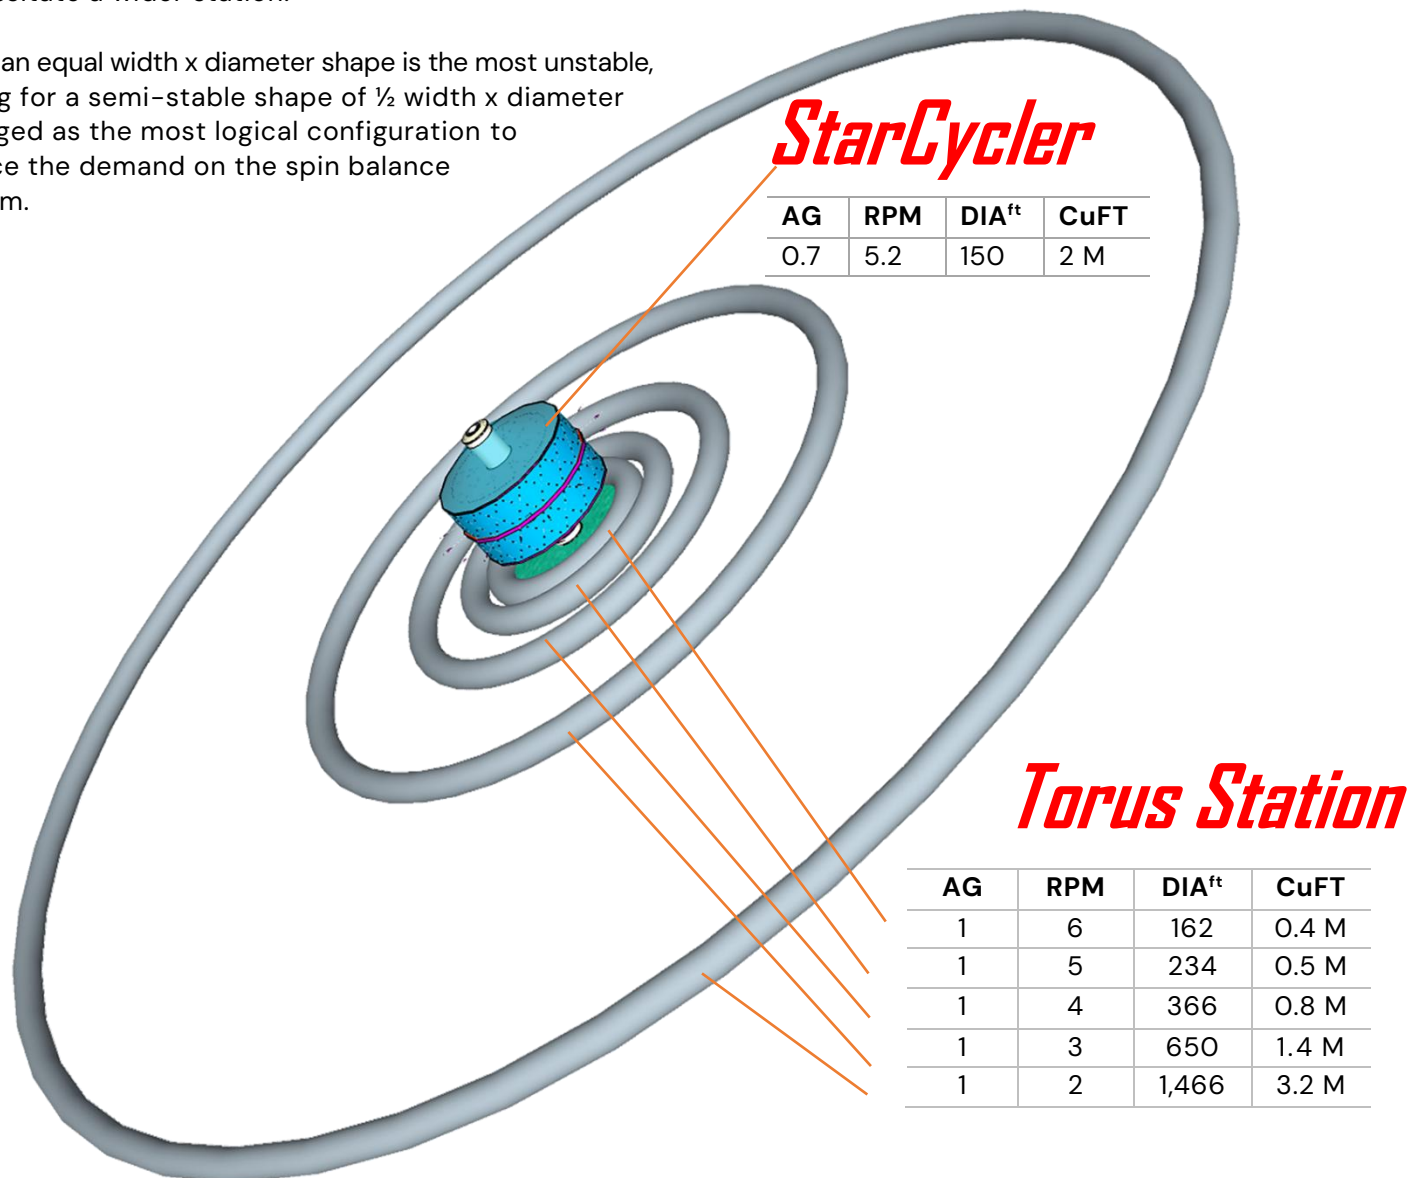 a wider station.
an equal width x diameter shape is the most unstable,
for a semi-stable shape of ½ width x diameter
as the most logical configuration to
the demand on the spin balance
StarCycler
AG RPM DIAft CuFT
0.7 5.2 150 2 M
Torus Station
AG RPM DIAft CuFT
1 6 162 0.4 M
1 5 234 0.5 M
1 4 366 0.8 M
1 3 650 1.4 M
1 2 1,466 3.2 M